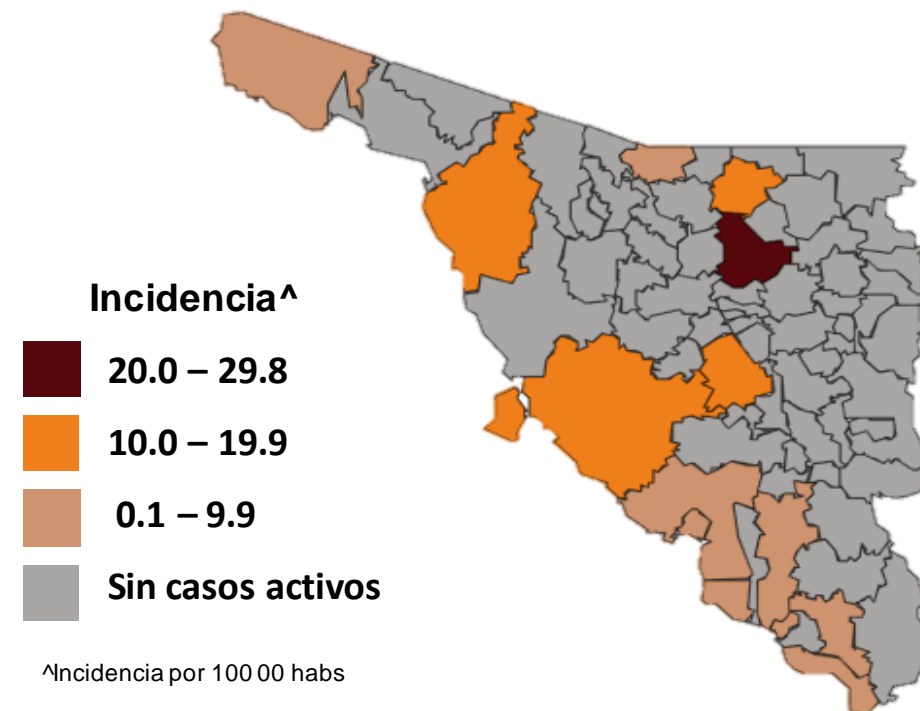 Incidencia^
20.0 – 29.8
10.0 – 19.9
0.1 – 9.9
Sin casos activos
^Incidencia por 100 00 habs